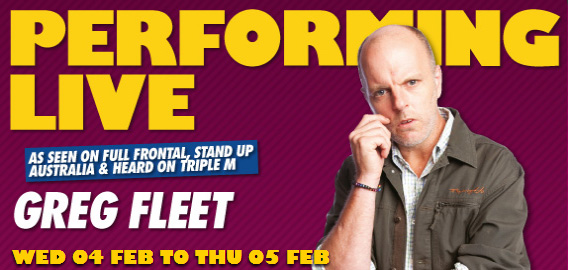 PERFORMING
LIVE
AS SEEN ON FULL FRONTAL, STAND UP
AUSTRALIA & HEARD ON TRIPLE M
GREG FLEET
WED 04 FEB TO THU 05 FEB